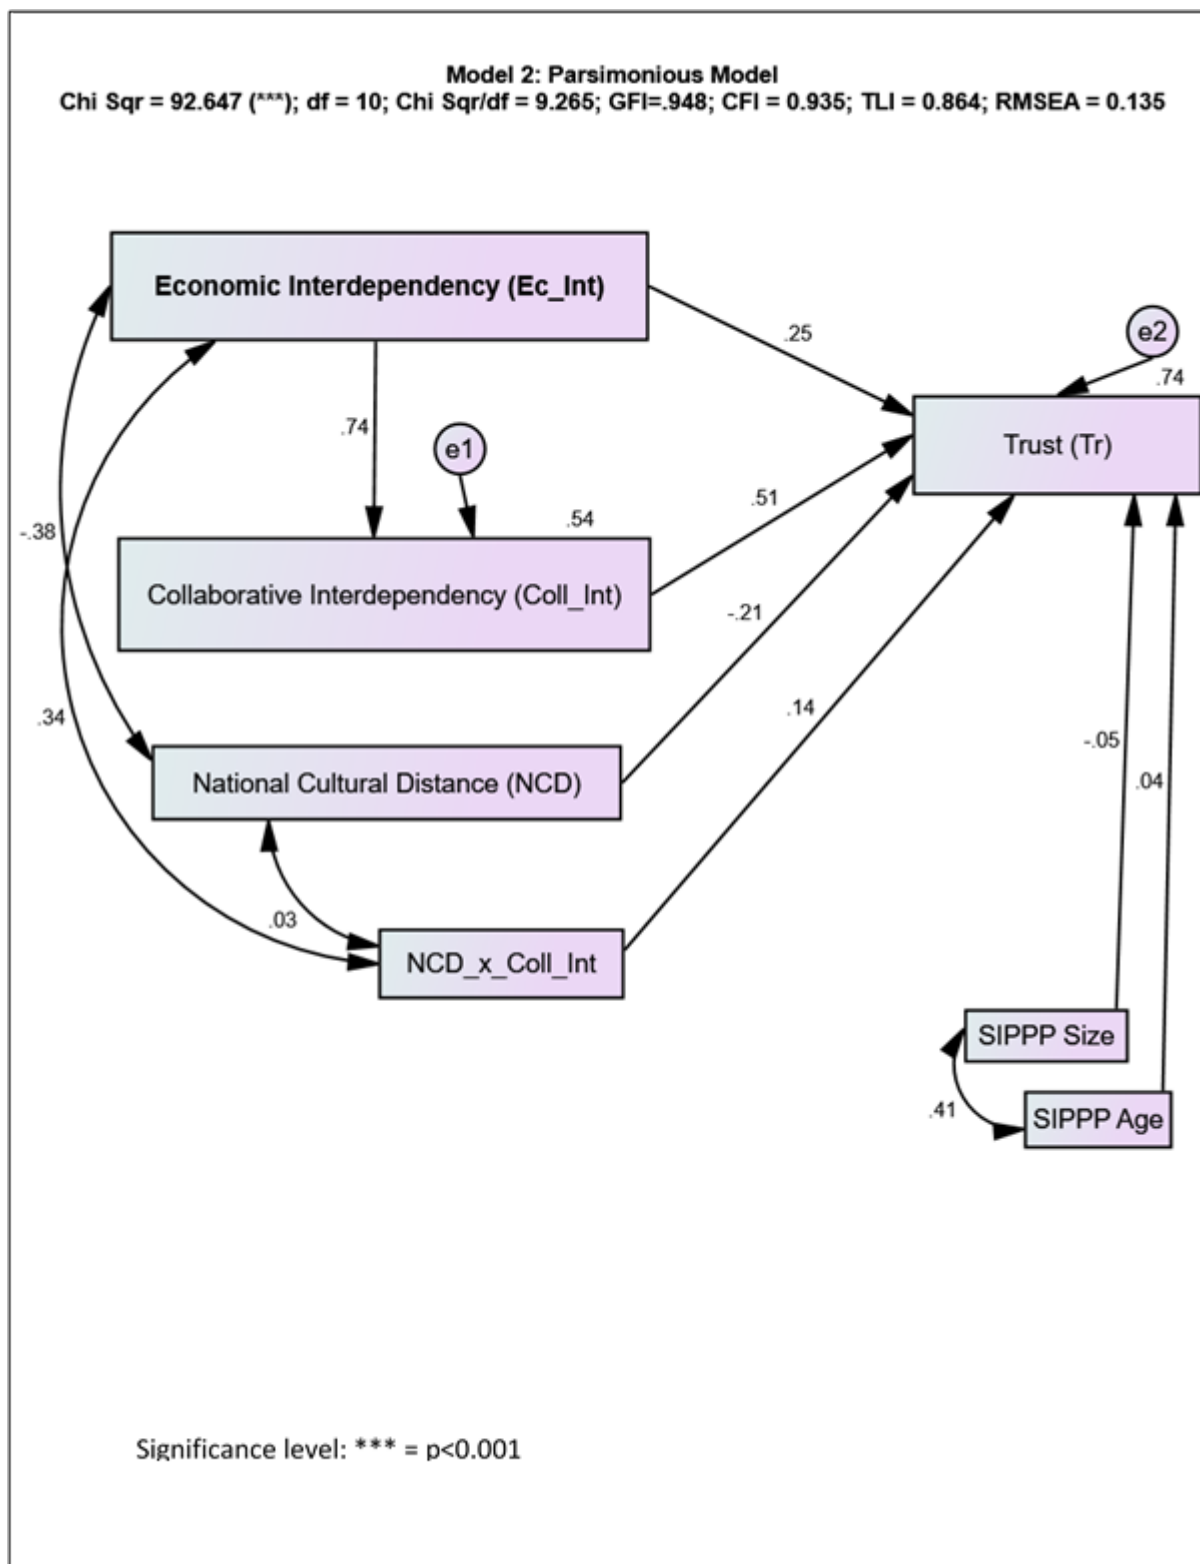 Model 2: Parsimonious Model
Chi Sqr = 92.647 (***); df = 10; Chi Sqr/df = 9.265; GFI=.948; CFI = 0.935; TLI = 0.864; RMSEA = 0.135
Economic Interdependency (Ec_Int)
.25
e2
.74
Trust (Tr)
.74
e1
.54
.51
-.38
Collaborative Interdependency (Coll_Int)
-.21
.34
.14
-.05
National Cultural Distance (NCD)
.04
.03
NCD_x_Coll_Int
SIPPP Size
.41
SIPPP Age
Significance level: *** = p<0.001